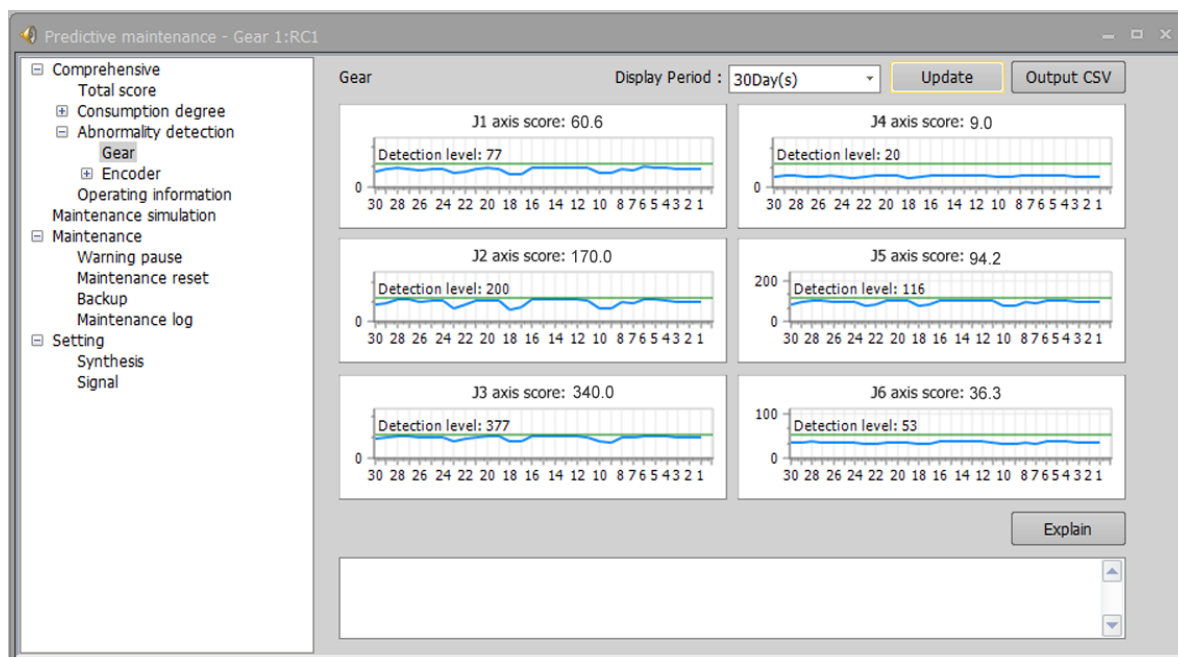 Predictive maintenance - Gear 1:RC1
Comprehensive
Total score
Consumption degree
Abnormality detection
Gear
Encoder
Operating information
Maintenance simulation
Maintenance
Warning pause
Maintenance reset
Backup
Maintenance log
Setting
Synthesis
Signal
Gear
Display Period :
30Day(s)
Update
Output CSV
J1 axis score: 60.6
Detection level: 77
0
30 28 26 24 22 20 18 16 14 12 10 8 7 6 5 4 3 2 1
J4 axis score: 9.0
Detection level: 20
0
30 28 26 24 22 20 18 16 14 12 10 8 7 6 5 4 3 2 1
J2 axis score: 170.0
Detection level: 200
0
30 28 26 24 22 20 18 16 14 12 10 8 7 6 5 4 3 2 1
J5 axis score: 94.2
200
Detection level: 116
0
30 28 26 24 22 20 18 16 14 12 10 8 7 6 5 4 3 2 1
J3 axis score: 340.0
Detection level: 377
0
30 28 26 24 22 20 18 16 14 12 10 8 7 6 5 4 3 2 1
J6 axis score: 36.3
100
Detection level: 53
0
30 28 26 24 22 20 18 16 14 12 10 8 7 6 5 4 3 2 1
Explain